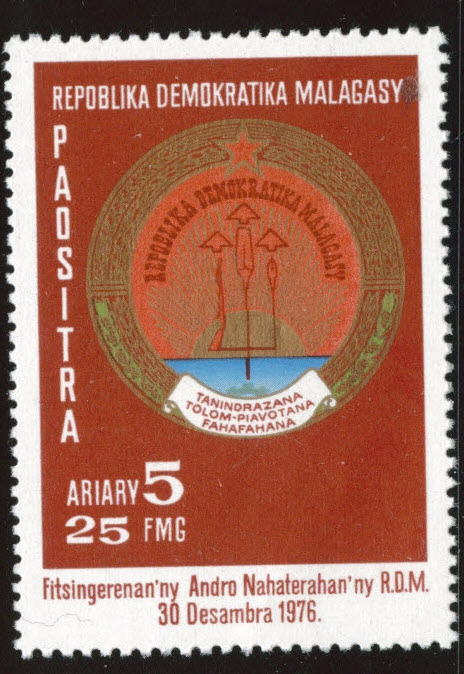 REPOBLIKA DEMOKRATIKA MALAGASY
PAOSITRA
REPOBLIKA DEMOKRATIKA MALAGASY
TANINDRAZANA
TOLOM-PIAVOTANA
FAHAFAHANA
ARIARY 5
25 FMG
Fitsingerenan'ny Andro Nahaterahan'ny R.D.M.
30 Desambra 1976.